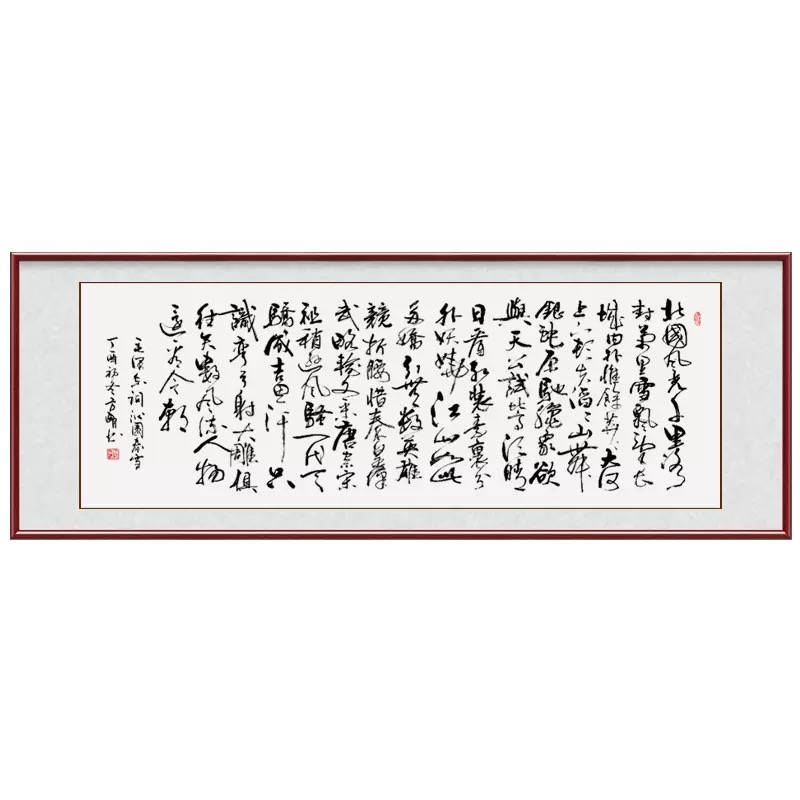 北國風光千里冰
封萬里雪飄望長
城内外惟餘莽莽大河
上下頓失滔滔山舞
銀蛇原馳蠟象欲
與天公試比高須晴
日看紅裝素裹分
外妖嬈江山如此
多嬌引無數英雄
競折腰惜秦皇漢
武略輸文采唐宗宋
祖稍遜風騷一代天
驕成吉思汗只
識彎弓射大雕俱
往矣數風流人物
還看今朝
毛澤東詞沁園春雪
丁酉初冬